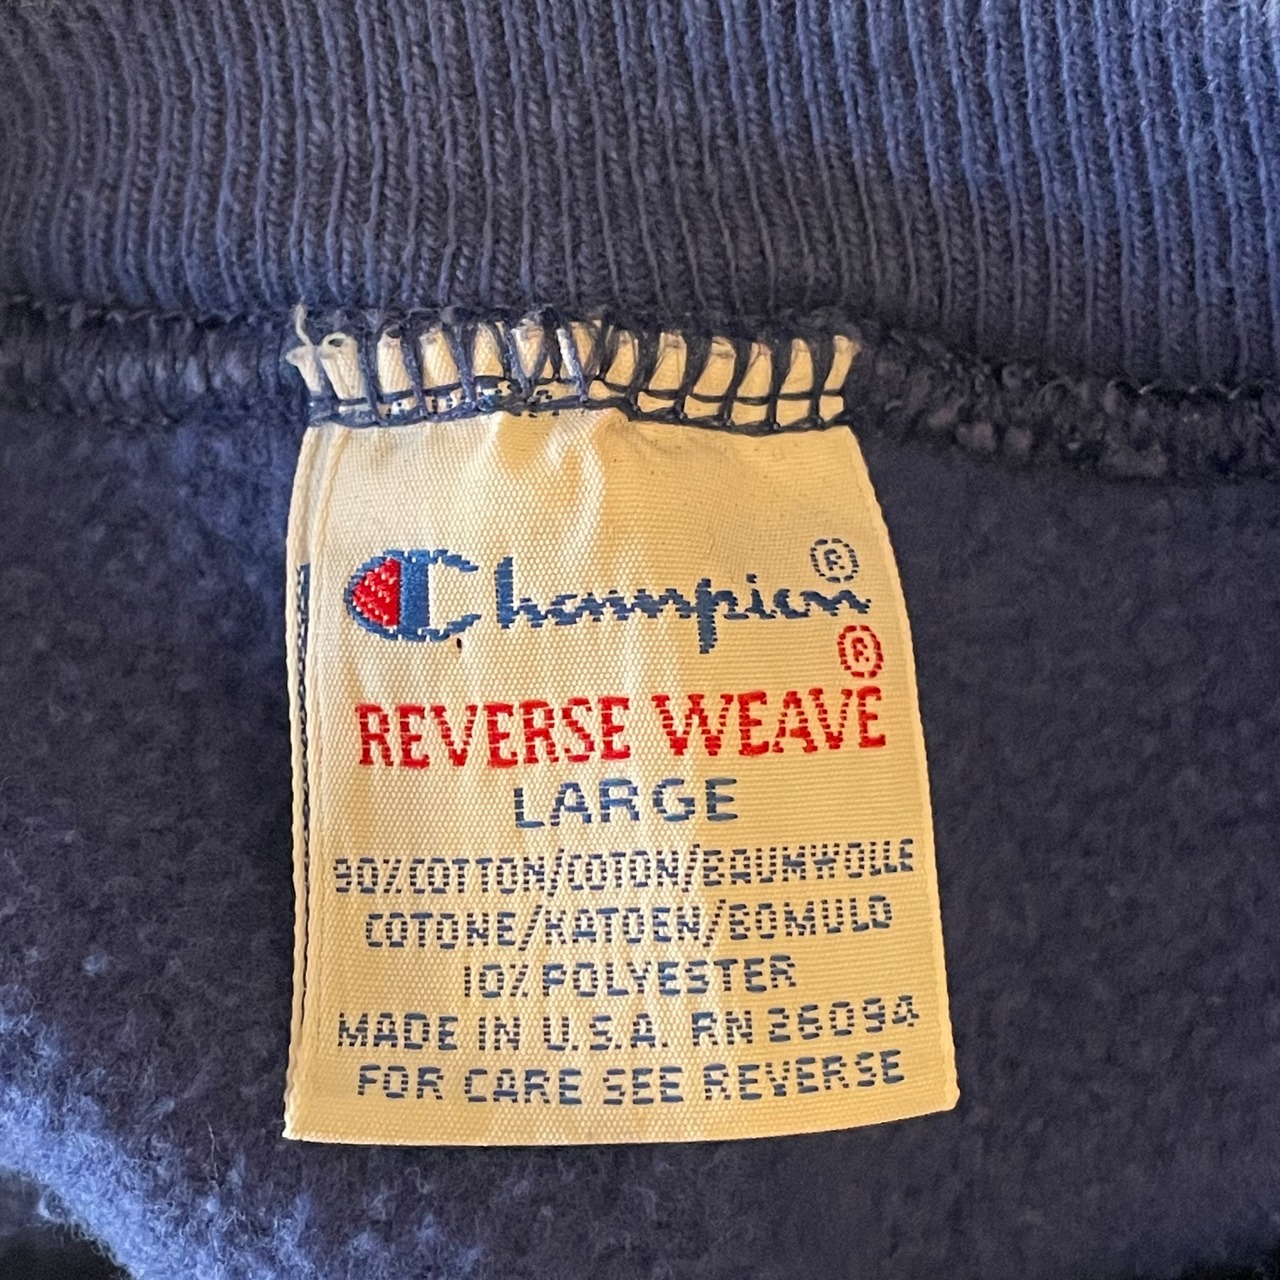 Champion®
®
REVERSE WEAVE
LARGE
90% COTTON/COTON/BAUMWOLLE
COTONE/KATOEN/BOMULD
10% POLYESTER
MADE IN U.S.A. RN 26094
FOR CARE SEE REVERSE